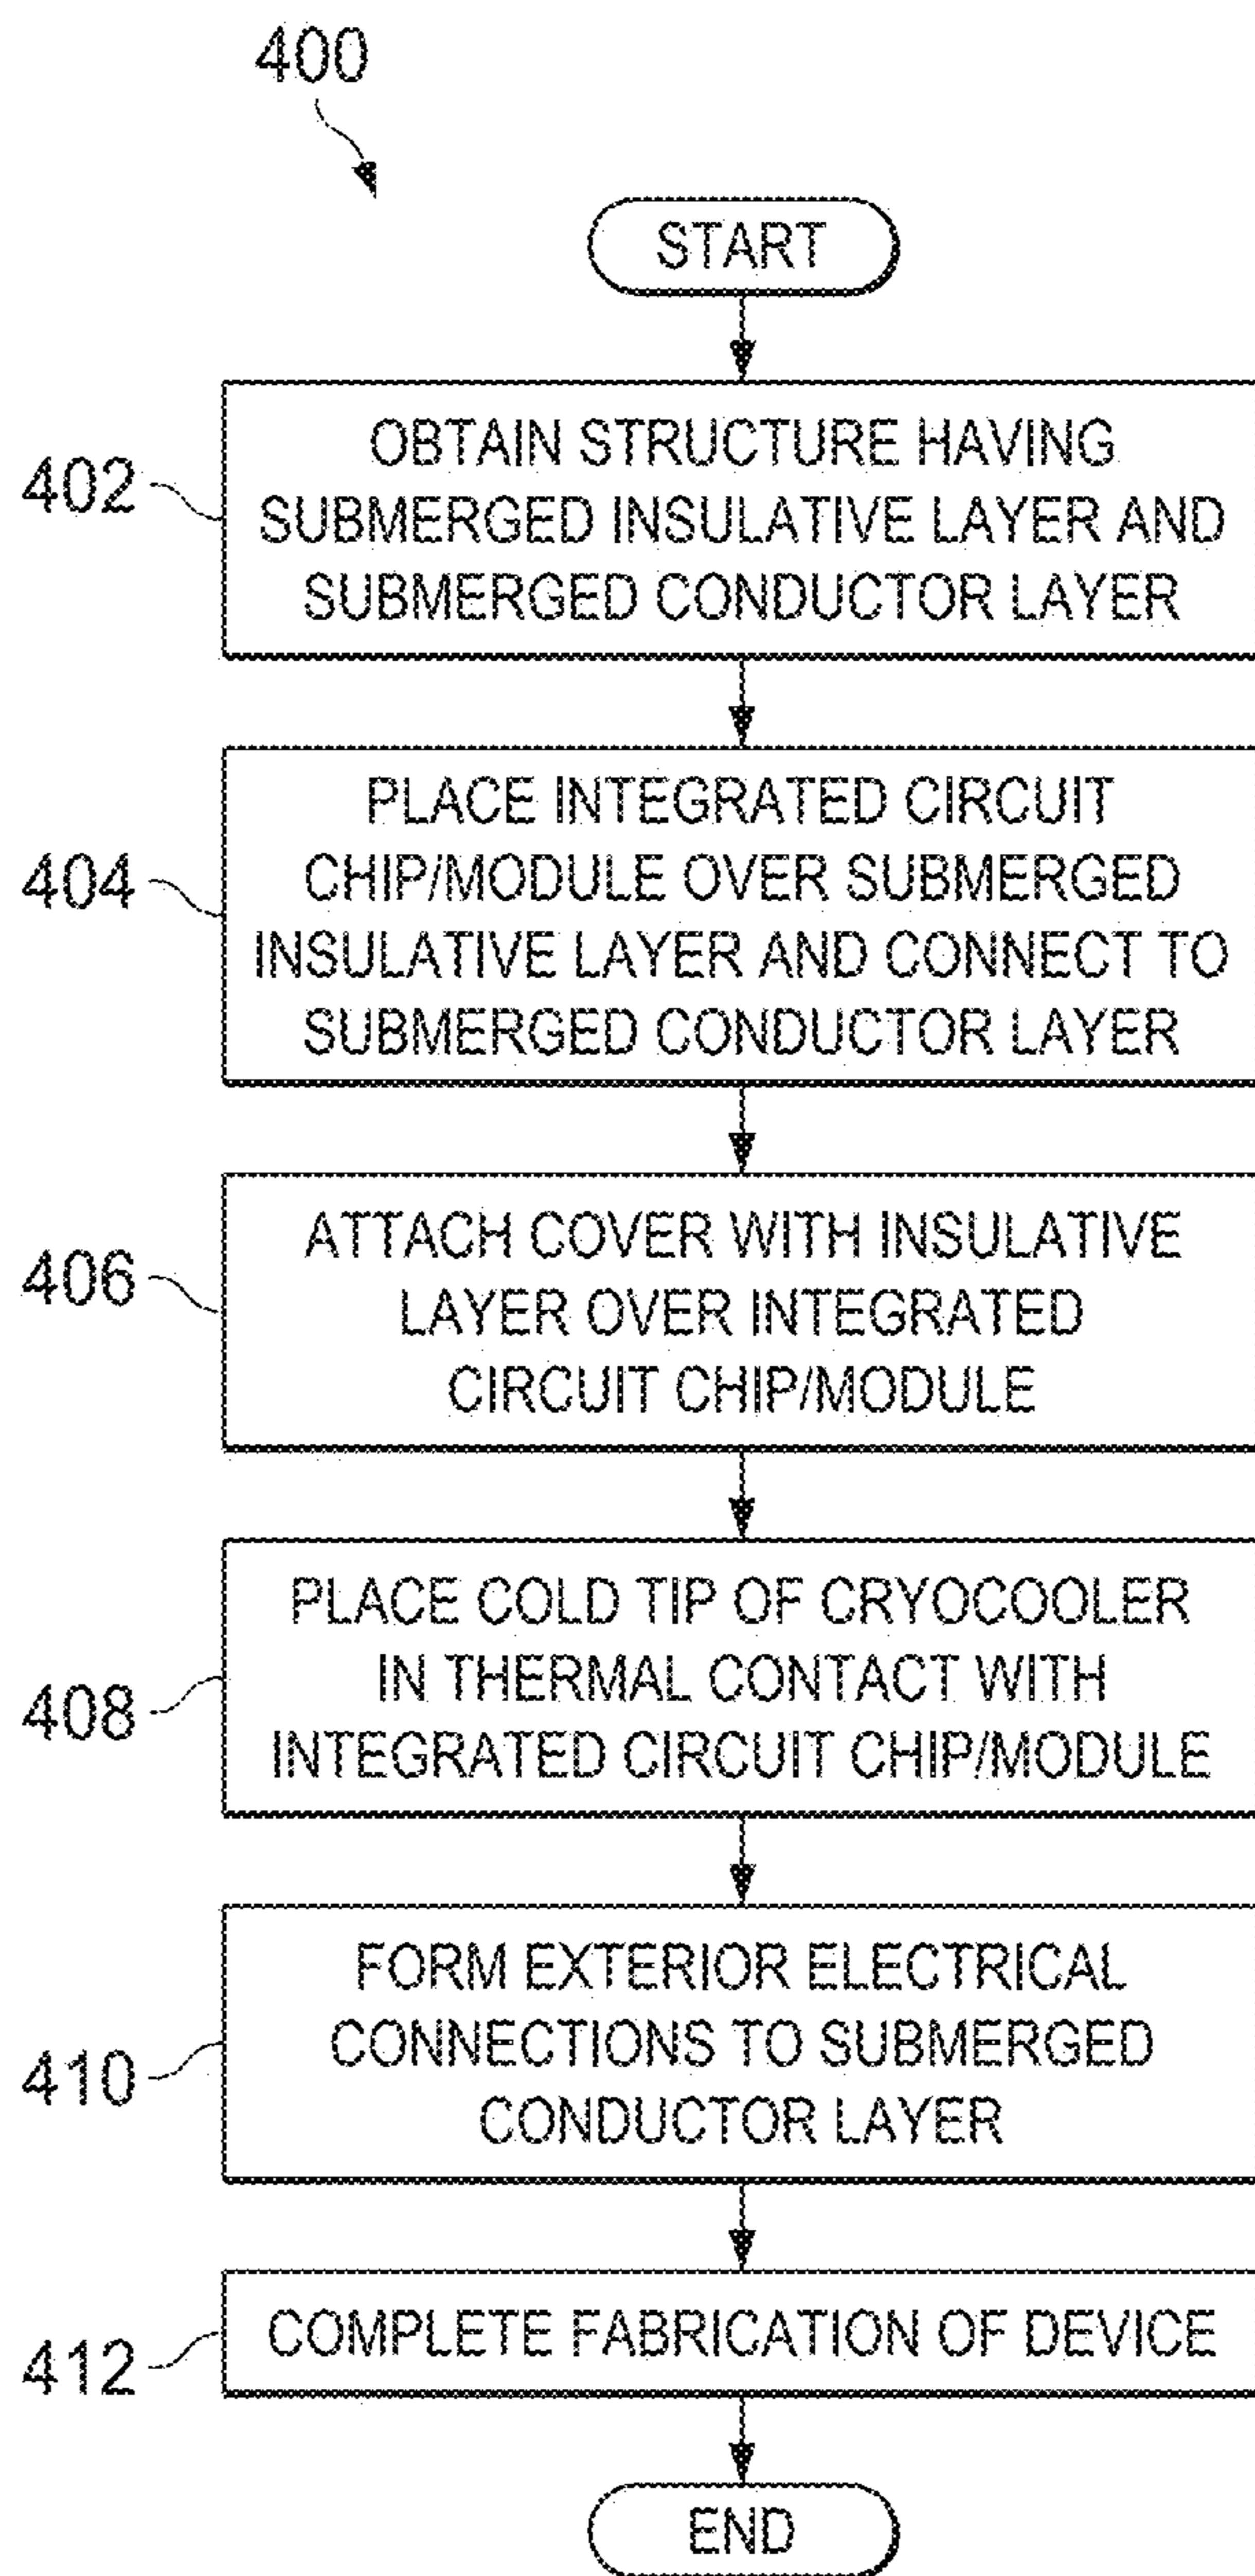 400
START
402
OBTAIN STRUCTURE HAVING
SUBMERGED INSULATIVE LAYER AND
SUBMERGED CONDUCTOR LAYER
404
PLACE INTEGRATED CIRCUIT
CHIP/MODULE OVER SUBMERGED
INSULATIVE LAYER AND CONNECT TO
SUBMERGED CONDUCTOR LAYER
406
ATTACH COVER WITH INSULATIVE
LAYER OVER INTEGRATED
CIRCUIT CHIP/MODULE
408
PLACE COLD TIP OF CRYOCOOLER
IN THERMAL CONTACT WITH
INTEGRATED CIRCUIT CHIP/MODULE
410
FORM EXTERIOR ELECTRICAL
CONNECTIONS TO SUBMERGED
CONDUCTOR LAYER
412
COMPLETE FABRICATION OF DEVICE
END